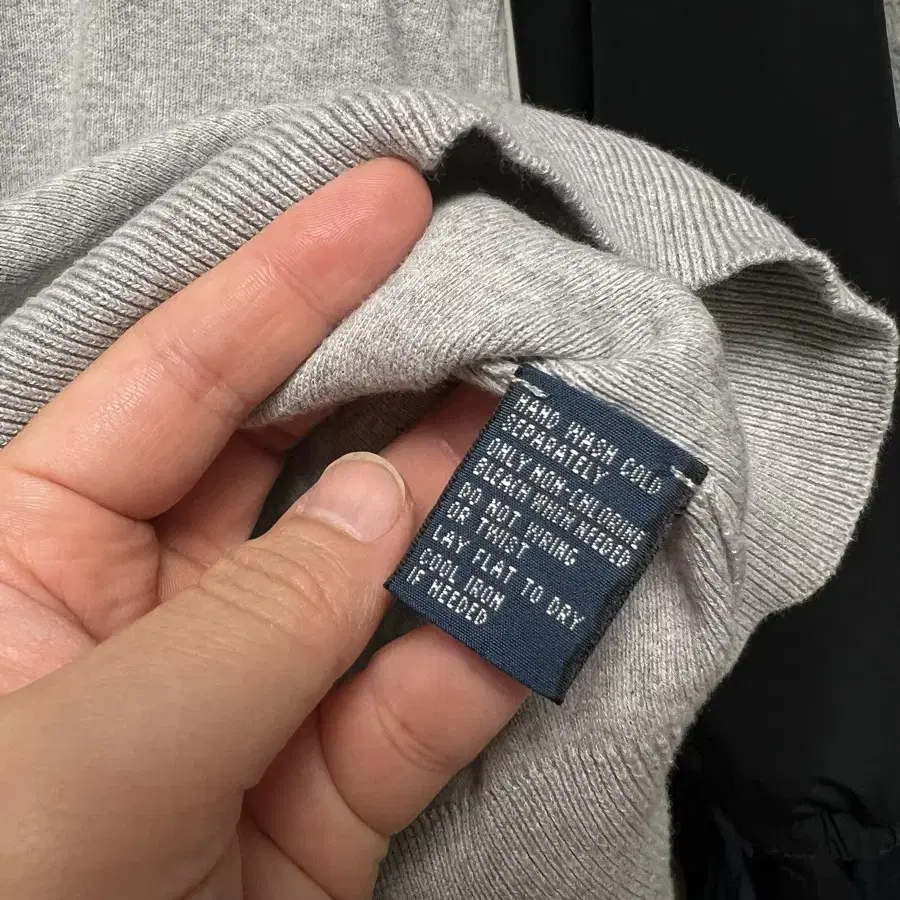 HAND WASH COLD
SEPARATELY
ONLY NON-CHLORINE
BLEACH WHEN NEEDED
DO NOT WRING
OR TWIST
LAY FLAT TO DRY
COOL IRON
IF NEEDED